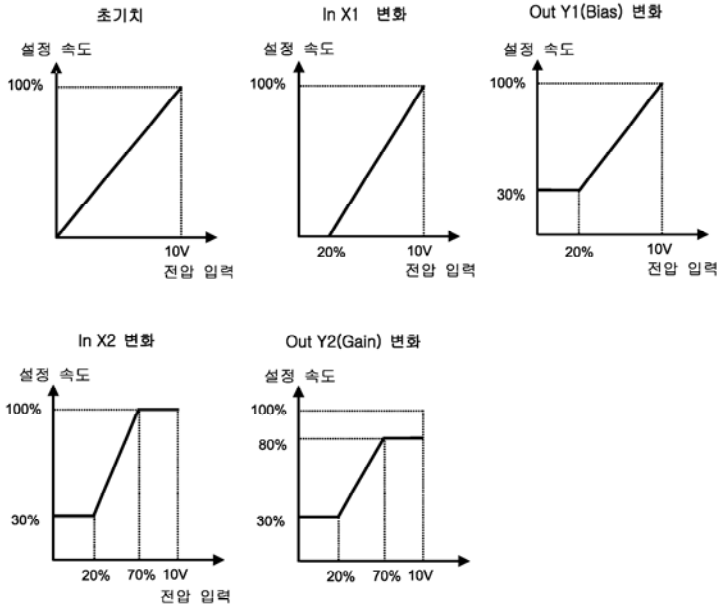 초기치
설정 속도
100%
10V
전압 입력
In X1 변화
설정 속도
100%
20%
10V
전압 입력
Out Y1(Bias) 변화
설정 속도
100%
30%
20%
10V
전압 입력
In X2 변화
설정 속도
100%
30%
20%
70%
10V
전압 입력
Out Y2(Gain) 변화
설정 속도
100%
80%
30%
20%
70%
10V